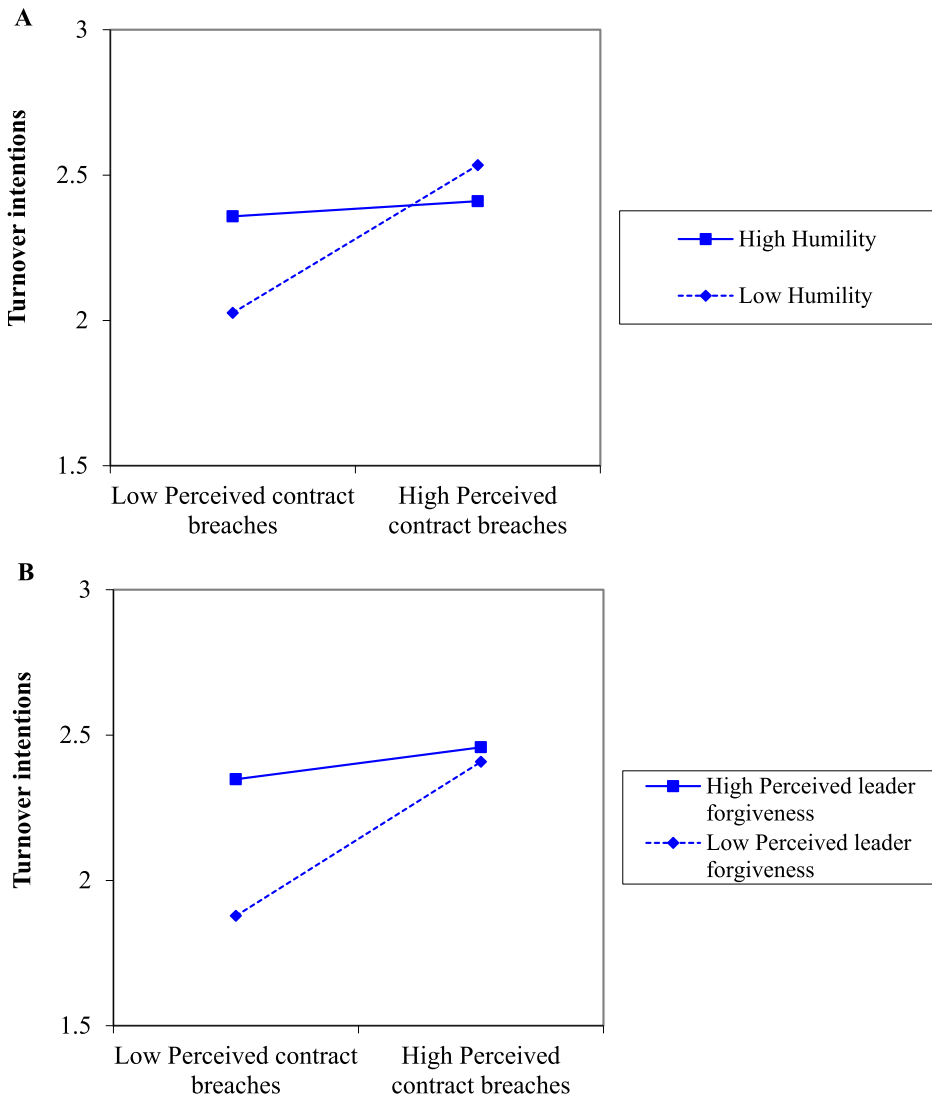 A
3
2.5
2
1.5
Turnover intentions
Low Perceived contract
breaches
High Perceived
contract breaches
High Humility
Low Humility
B
3
2.5
2
1.5
Turnover intentions
Low Perceived contract
breaches
High Perceived
contract breaches
High Perceived leader
forgiveness
Low Perceived leader
forgiveness